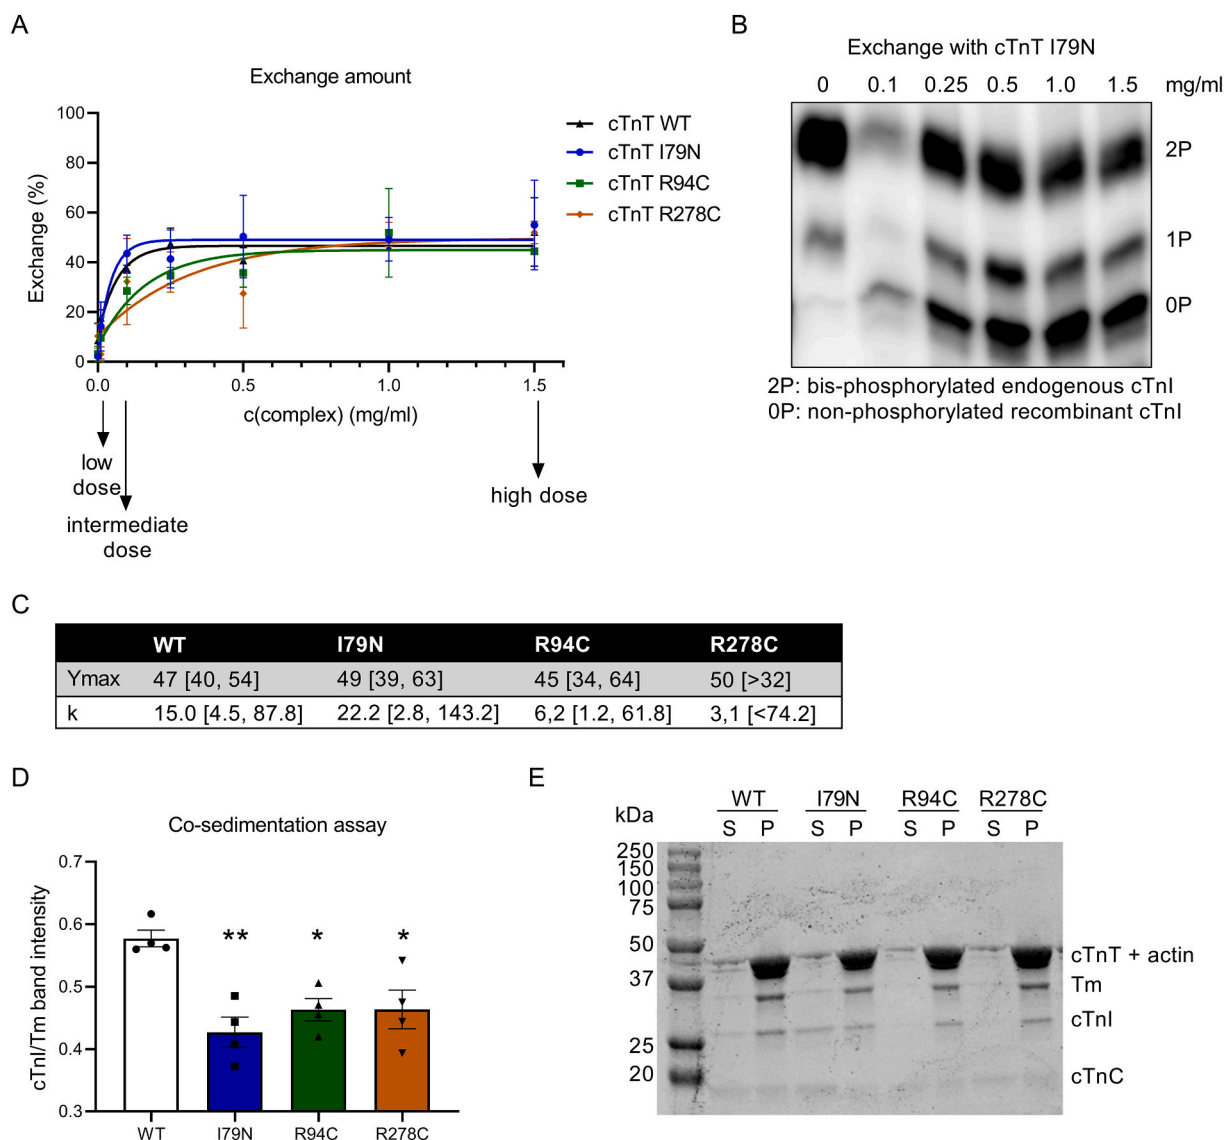 A
Exchange amount
Exchange (%)
100
80
60
40
20
0
0.0
0.5
1.0
1.5
c(complex) (mg/ml)
cTnT WT
cTnT I79N
cTnT R94C
cTnT R278C
low
dose
intermediate
dose
high dose
B
Exchange with cTnT I79N
0 0.1 0.25 0.5 1.0 1.5 mg/ml
2P
1P
0P
2P: bis-phosphorylated endogenous cTnI
0P: non-phosphorylated recombinant cTnI
C
WT I79N R94C R278C
Ymax 47 [40, 54] 49 [39, 63] 45 [34, 64] 50 [>32]
k 15.0 [4.5, 87.8] 22.2 [2.8, 143.2] 6,2 [1.2, 61.8] 3,1 [<74.2]
D
Co-sedimentation assay
cTnI/Tm band intensity
0.7
0.6
0.5
0.4
0.3
** * *
WT I79N R94C R278C
E
kDa
WT I79N R94C R278C
S P S P S P S P
250
150
100
75
50
37
25
20
cTnT + actin
Tm
cTnI
cTnC